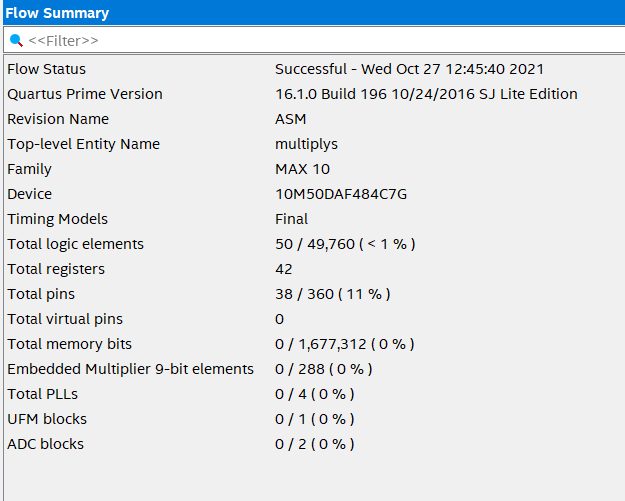 Flow Summary
<<Filter>>
Flow Status Successful - Wed Oct 27 12:45:40 2021
Quartus Prime Version 16.1.0 Build 196 10/24/2016 SJ Lite Edition
Revision Name ASM
Top-level Entity Name multiplys
Family MAX 10
Device 10M50DAF484C7G
Timing Models Final
Total logic elements 50 / 49,760 ( < 1 % )
Total registers 42
Total pins 38 / 360 ( 11 % )
Total virtual pins 0
Total memory bits 0 / 1,677,312 ( 0 % )
Embedded Multiplier 9-bit elements 0 / 288 ( 0 % )
Total PLLs 0 / 4 ( 0 % )
UFM blocks 0 / 1 ( 0 % )
ADC blocks 0 / 2 ( 0 % )